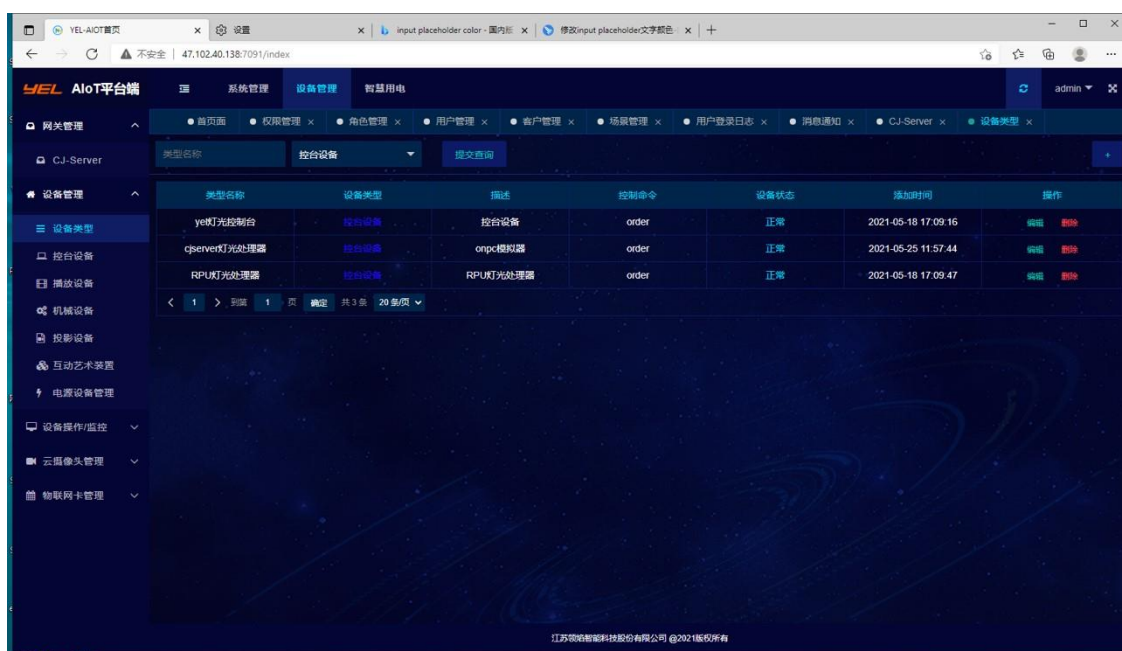 YEL-AIOT首页 设置 input placeholder color - 国内版 修改input placeholder文字颜色
不安全 47.102.40.138:7091/index
YEL AIoT平台端 系统管理 设备管理 智慧用电 admin
网关管理 首页面 权限管理 角色管理 用户管理 客户管理 场景管理 用户登录日志 消息通知 CJ-Server 设备类型
CJ-Server 类型名称 控台设备 提交查询 +
设备管理 类型名称 设备类型 描述 控制命令 设备状态 添加时间 操作
设备类型 yel灯光控制台 控台设备 控台设备 order 正常 2021-05-18 17:09:16 编辑 删除
控台设备 cjserver灯光处理器 控台设备 onpc模拟器 order 正常 2021-05-25 11:57:44 编辑 删除
播放设备 RPU灯光处理器 控台设备 RPU灯光处理器 order 正常 2021-05-18 17:09:47 编辑 删除
机械设备 1 到第 1 页 确定 共3条 20条/页
投影设备
互动艺术装置
电源设备管理
设备操作/监控
云摄像头管理
物联网卡管理
江苏领焰智能科技股份有限公司 @2021版权所有